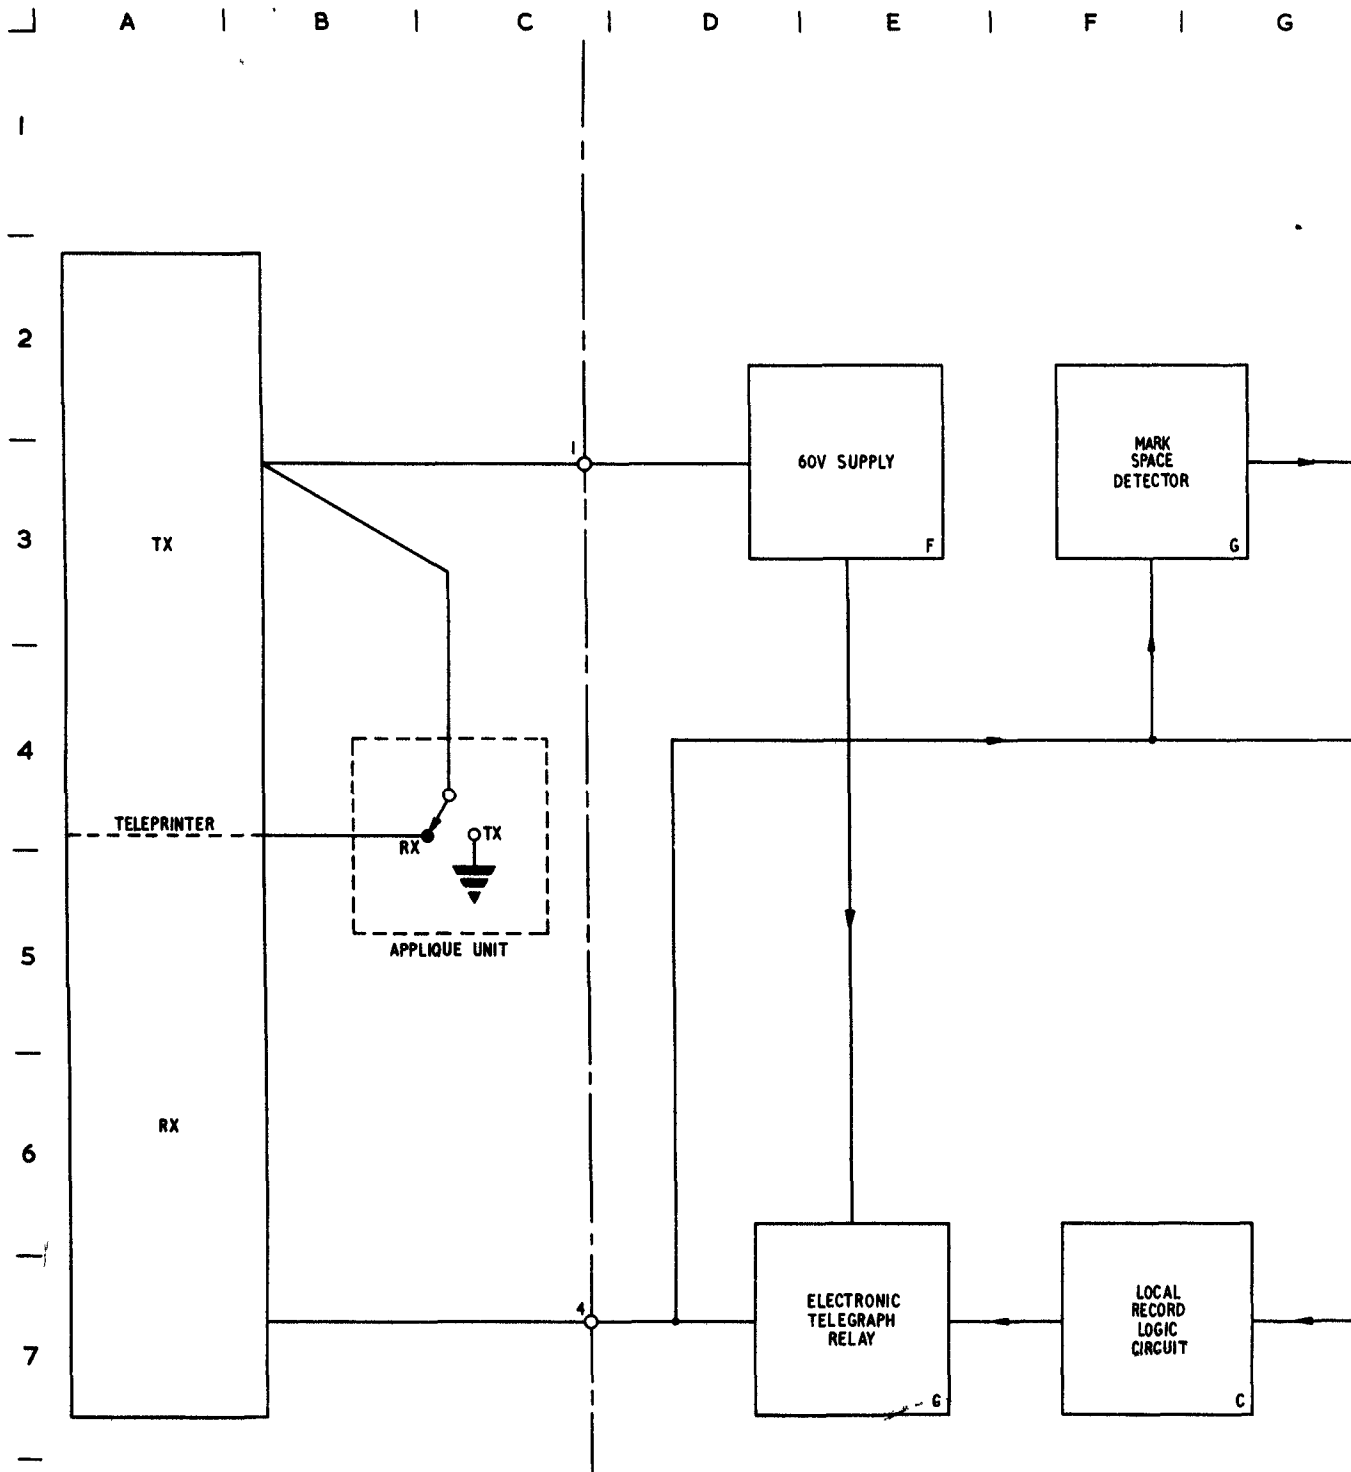 A B C D E F G
1
2
3
4
5
6
7
TX
TELEPRINTER
RX
RX
TX
APPLIQUE UNIT
1
4
60V SUPPLY
F
MARK
SPACE
DETECTOR
G
ELECTRONIC
TELEGRAPH
RELAY
G
LOCAL
RECORD
LOGIC
CIRCUIT
C